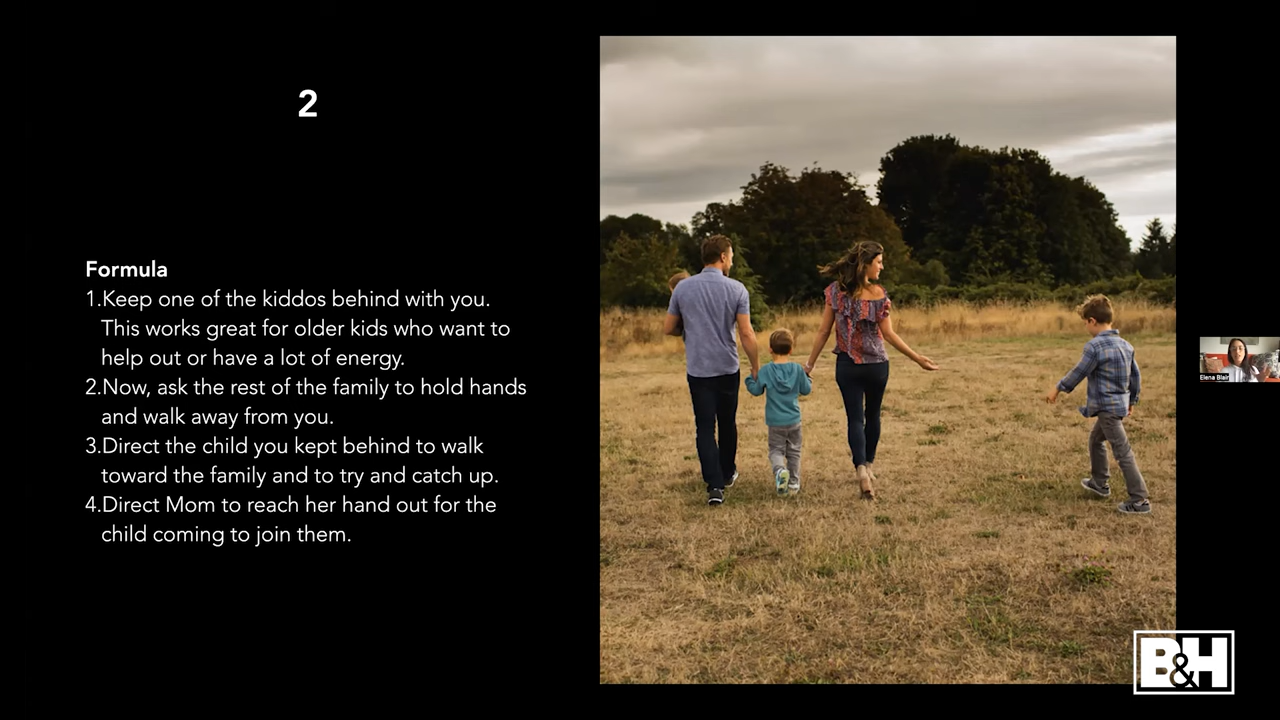 2
Formula
1.Keep one of the kiddos behind with you.
This works great for older kids who want to
help out or have a lot of energy.
2.Now, ask the rest of the family to hold hands
and walk away from you.
3.Direct the child you kept behind to walk
toward the family and to try and catch up.
4.Direct Mom to reach her hand out for the
child coming to join them.
Elena Blair
B&H